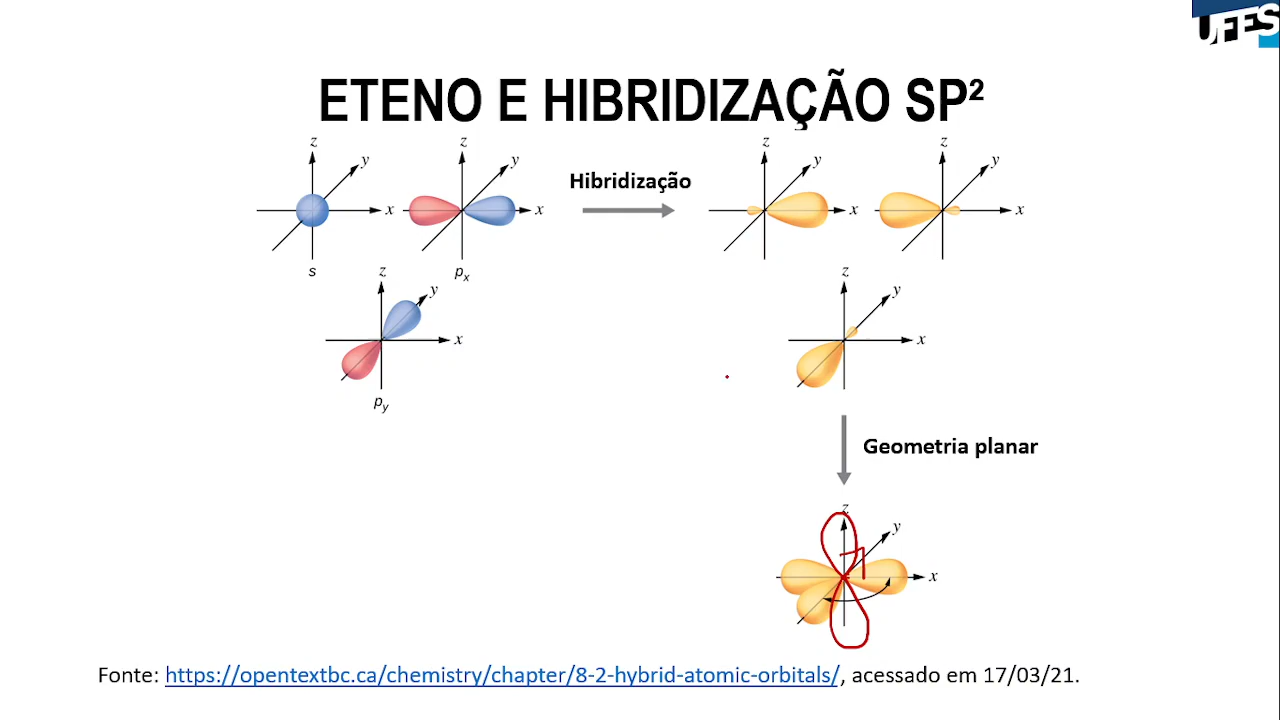 UFES
ETENO E HIBRIDIZAÇÃO SP²
z
y
x
s
z
y
x
pₓ
Hibridização
z
y
x
z
y
x
z
y
x
p_y
z
y
x
Geometria planar
z
y
x
Fonte: https://opentextbc.ca/chemistry/chapter/8-2-hybrid-atomic-orbitals/, acessado em 17/03/21.